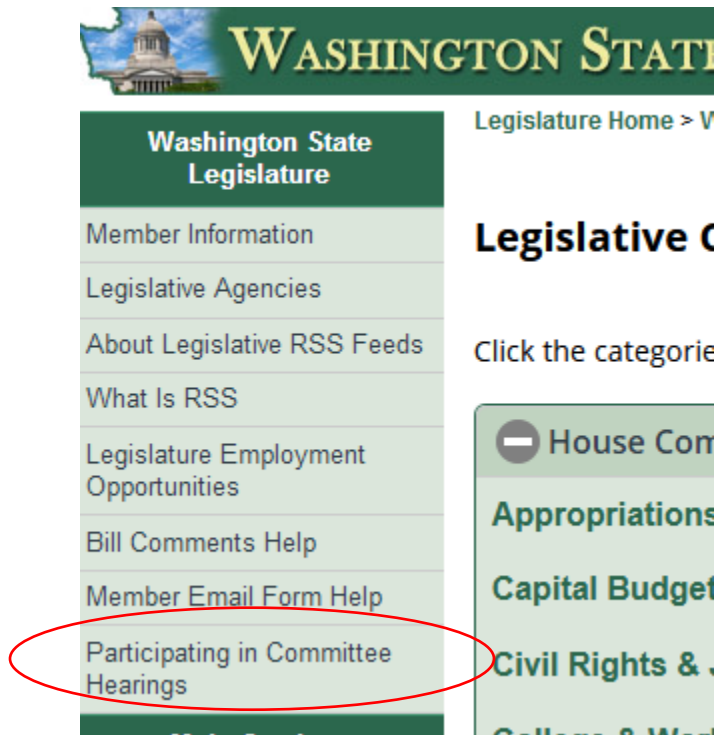 WASHINGTON STATE
Legislature Home >
Washington State
Legislature
Member Information
Legislative Agencies
About Legislative RSS Feeds
What Is RSS
Legislature Employment
Opportunities
Bill Comments Help
Member Email Form Help
Participating in Committee
Hearings
Legislative
Click the
House
Appropriations
Capital Budget
Civil Rights &